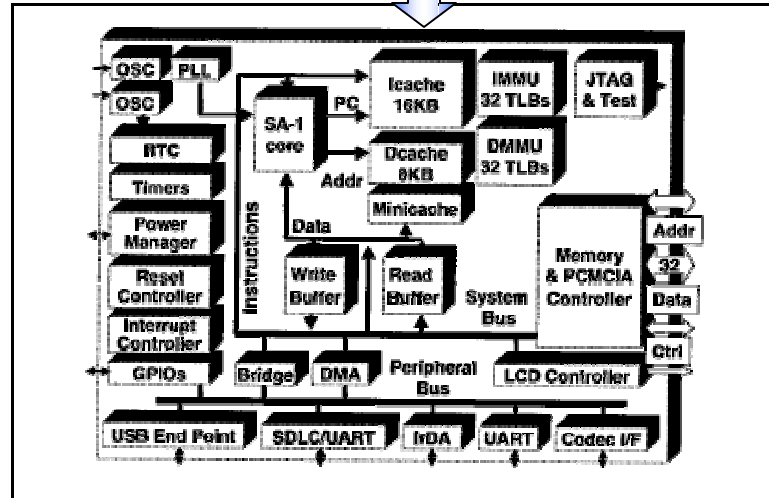 OSC
PLL
OSC
RTC
Timers
Power
Manager
Reset
Controller
Interrupt
Controller
GPIOs
Instructions
SA-1
core
PC
Addr
Data
Icache
16KB
Dcache
8KB
Minicache
IMMU
32 TLBs
DMMU
32 TLBs
JTAG
& Test
Write
Buffer
Read
Buffer
System
Bus
Memory
& PCMCIA
Controller
Addr
32
Data
Ctrl
Bridge
DMA
Peripheral
Bus
LCD Controller
USB End Point
SDLC/UART
IrDA
UART
Codec I/F